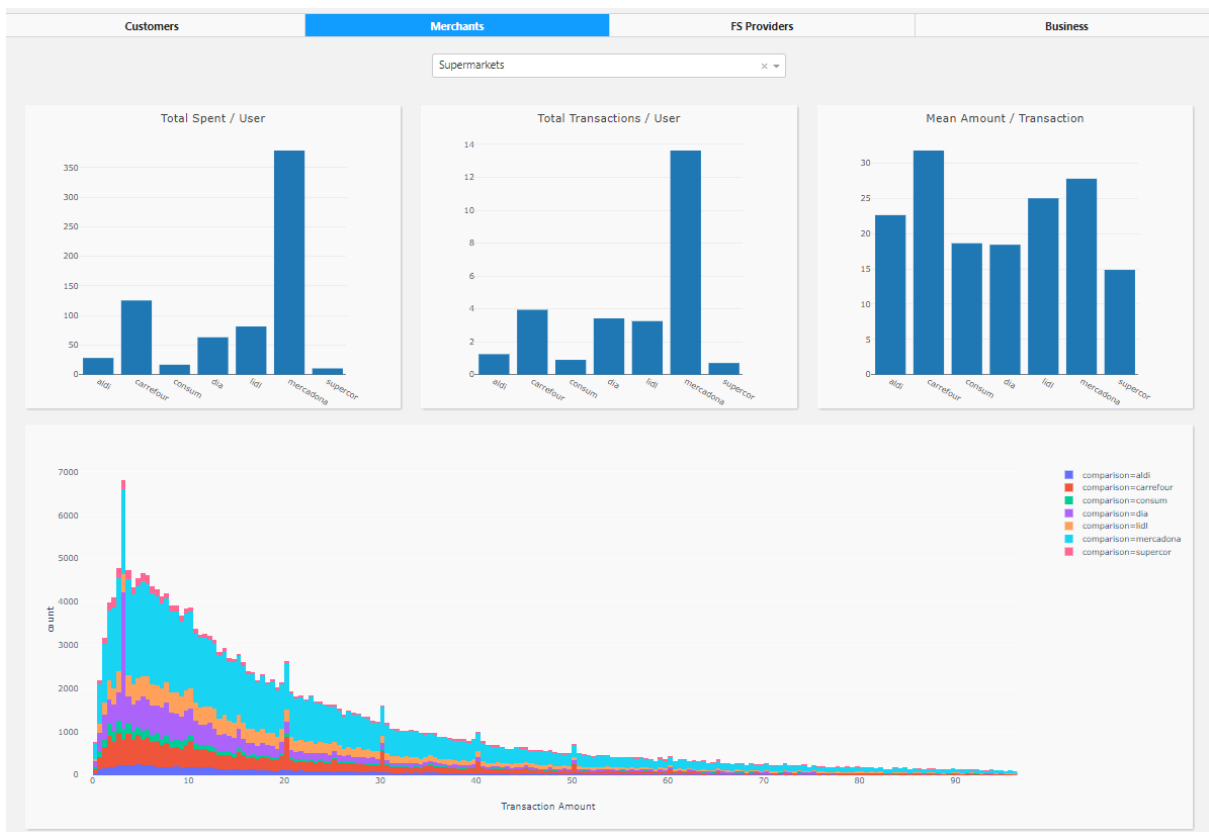 Customers Merchants FS Providers Business
Supermarkets × ▾
Total Spent / User
350
300
250
200
150
100
50
0
aldi carrefour consum dia lidl mercadona supercor
Total Transactions / User
14
12
10
8
6
4
2
0
aldi carrefour consum dia lidl mercadona supercor
Mean Amount / Transaction
30
25
20
15
10
5
0
aldi carrefour consum dia lidl mercadona supercor
count
7000
6000
5000
4000
3000
2000
1000
0
0 10 20 30 40 50 60 70 80 90
Transaction Amount
comparison=aldi
comparison=carrefour
comparison=consum
comparison=dia
comparison=lidl
comparison=mercadona
comparison=supercor